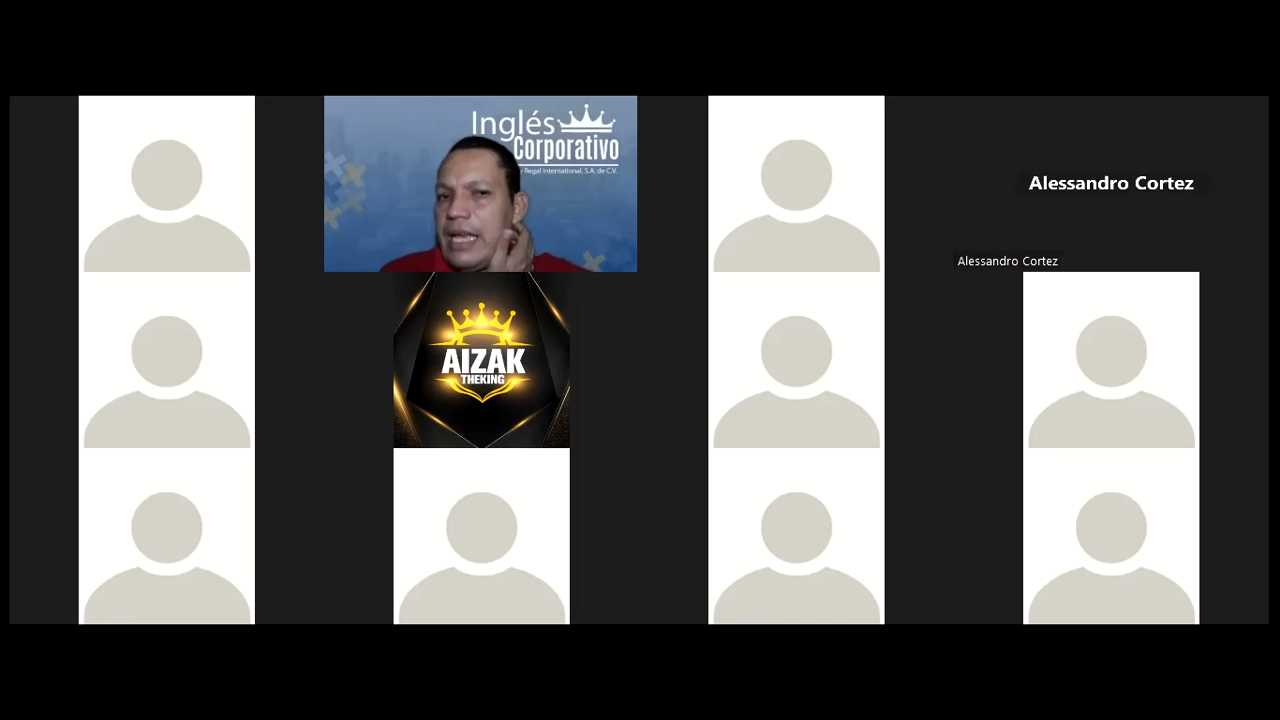 Inglés
Corporativo
Regal International, S.A. de C.V.
Alessandro Cortez
Alessandro Cortez
AIZAK
THEKING